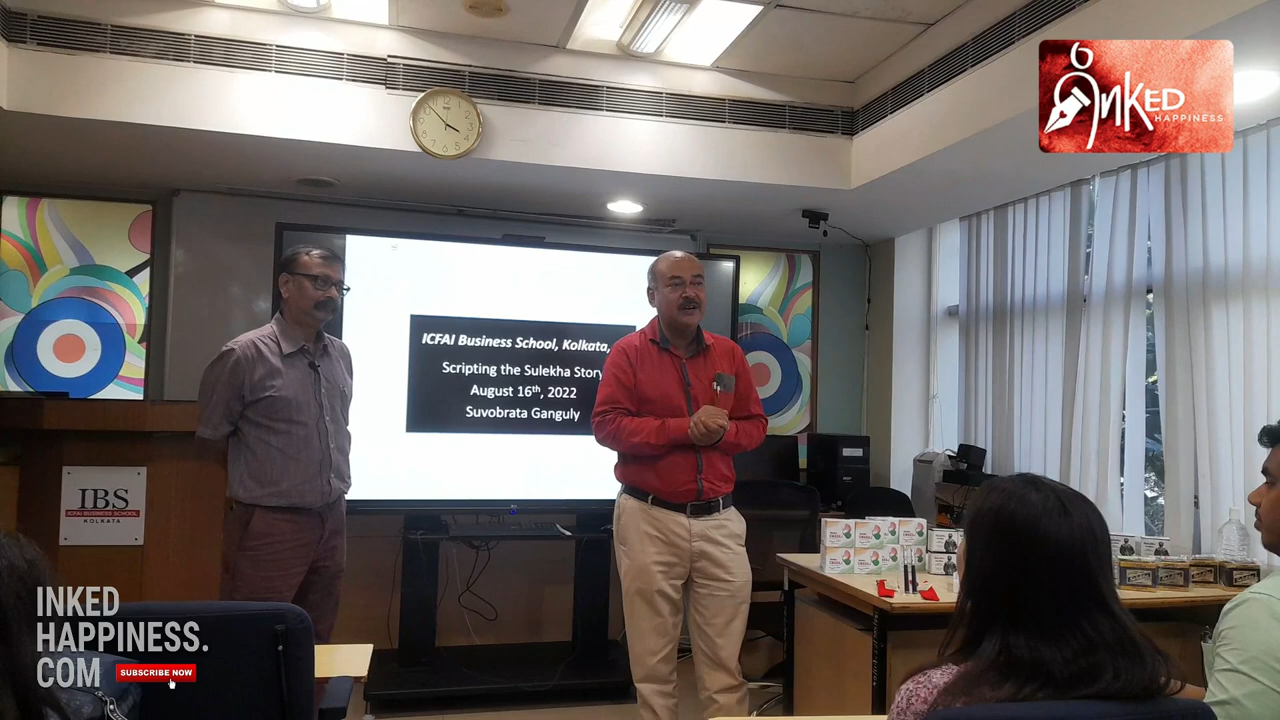 inKED
HAPPINESS
ICFAI Business School, Kolkata,
Scripting the Sulekha Story
August 16th, 2022
Suvobrata Ganguly
IBS
ICFAI BUSINESS SCHOOL
KOLKATA
INKED
HAPPINESS.
COM
SUBSCRIBE NOW